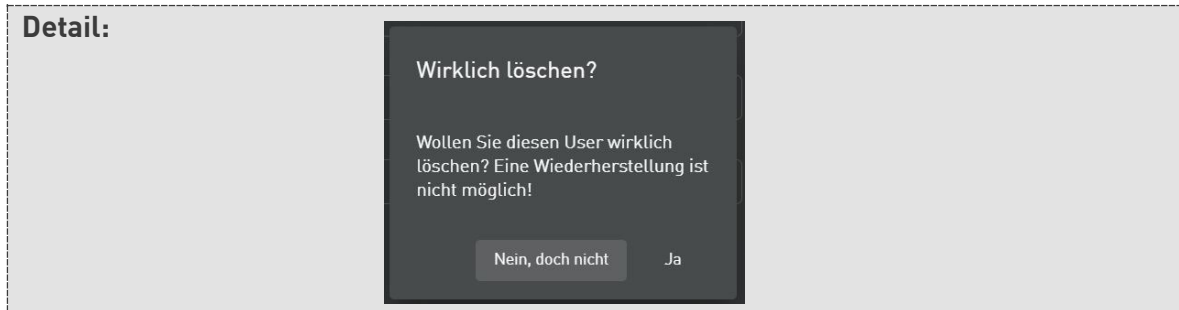 Detail:
Wirklich löschen?
Wollen Sie diesen User wirklich
löschen? Eine Wiederherstellung ist
nicht möglich!
Nein, doch nicht
Ja